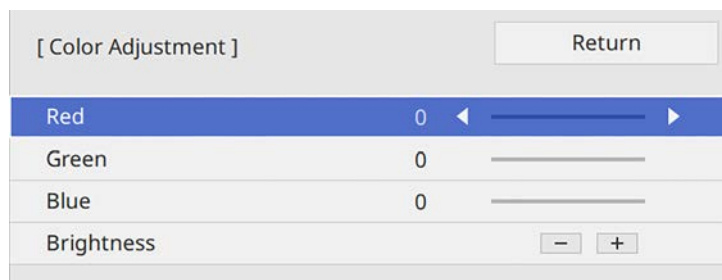 [ Color Adjustment ] Return
Red 0
Green 0
Blue 0
Brightness − +